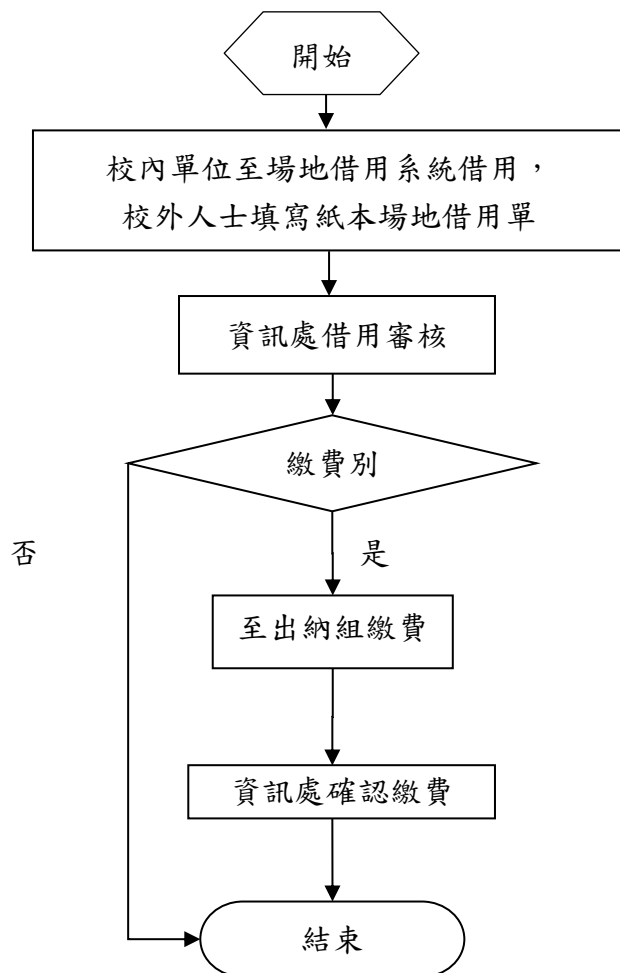 開始
校內單位至場地借用系統借用，
校外人士填寫紙本場地借用單
資訊處借用審核
繳費別
否
是
至出納組繳費
資訊處確認繳費
結束